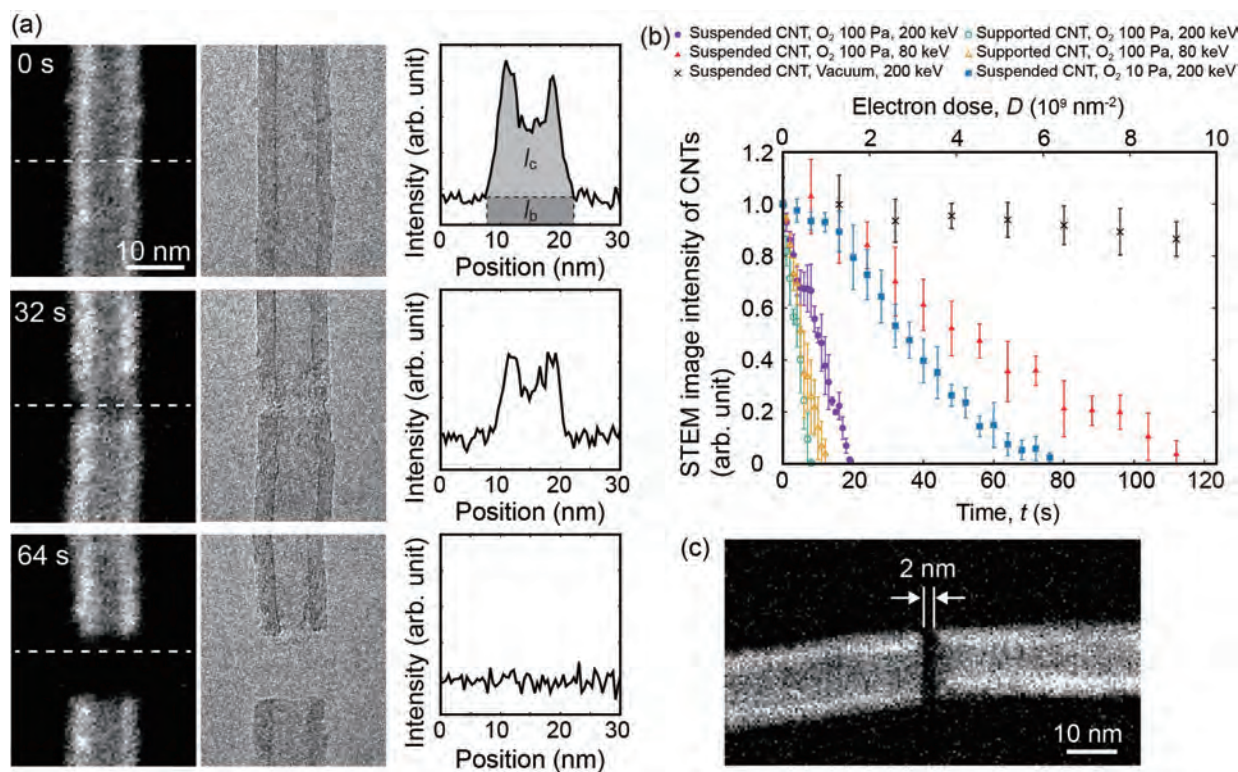 (a)
0 s
10 nm
Intensity (arb. unit)
I_c
I_b
0 10 20 30
Position (nm)
32 s
Intensity (arb. unit)
0 10 20 30
Position (nm)
64 s
Intensity (arb. unit)
0 10 20 30
Position (nm)
(b)
Suspended CNT, O₂ 100 Pa, 200 keV
Supported CNT, O₂ 100 Pa, 200 keV
Suspended CNT, O₂ 100 Pa, 80 keV
Supported CNT, O₂ 100 Pa, 80 keV
Suspended CNT, Vacuum, 200 keV
Suspended CNT, O₂ 10 Pa, 200 keV
Electron dose, D (10⁹ nm⁻²)
0 2 4 6 8 10
STEM image intensity of CNTs
(arb. unit)
1.2
1.0
0.8
0.6
0.4
0.2
0
0 20 40 60 80 100 120
Time, t (s)
(c)
2 nm
10 nm